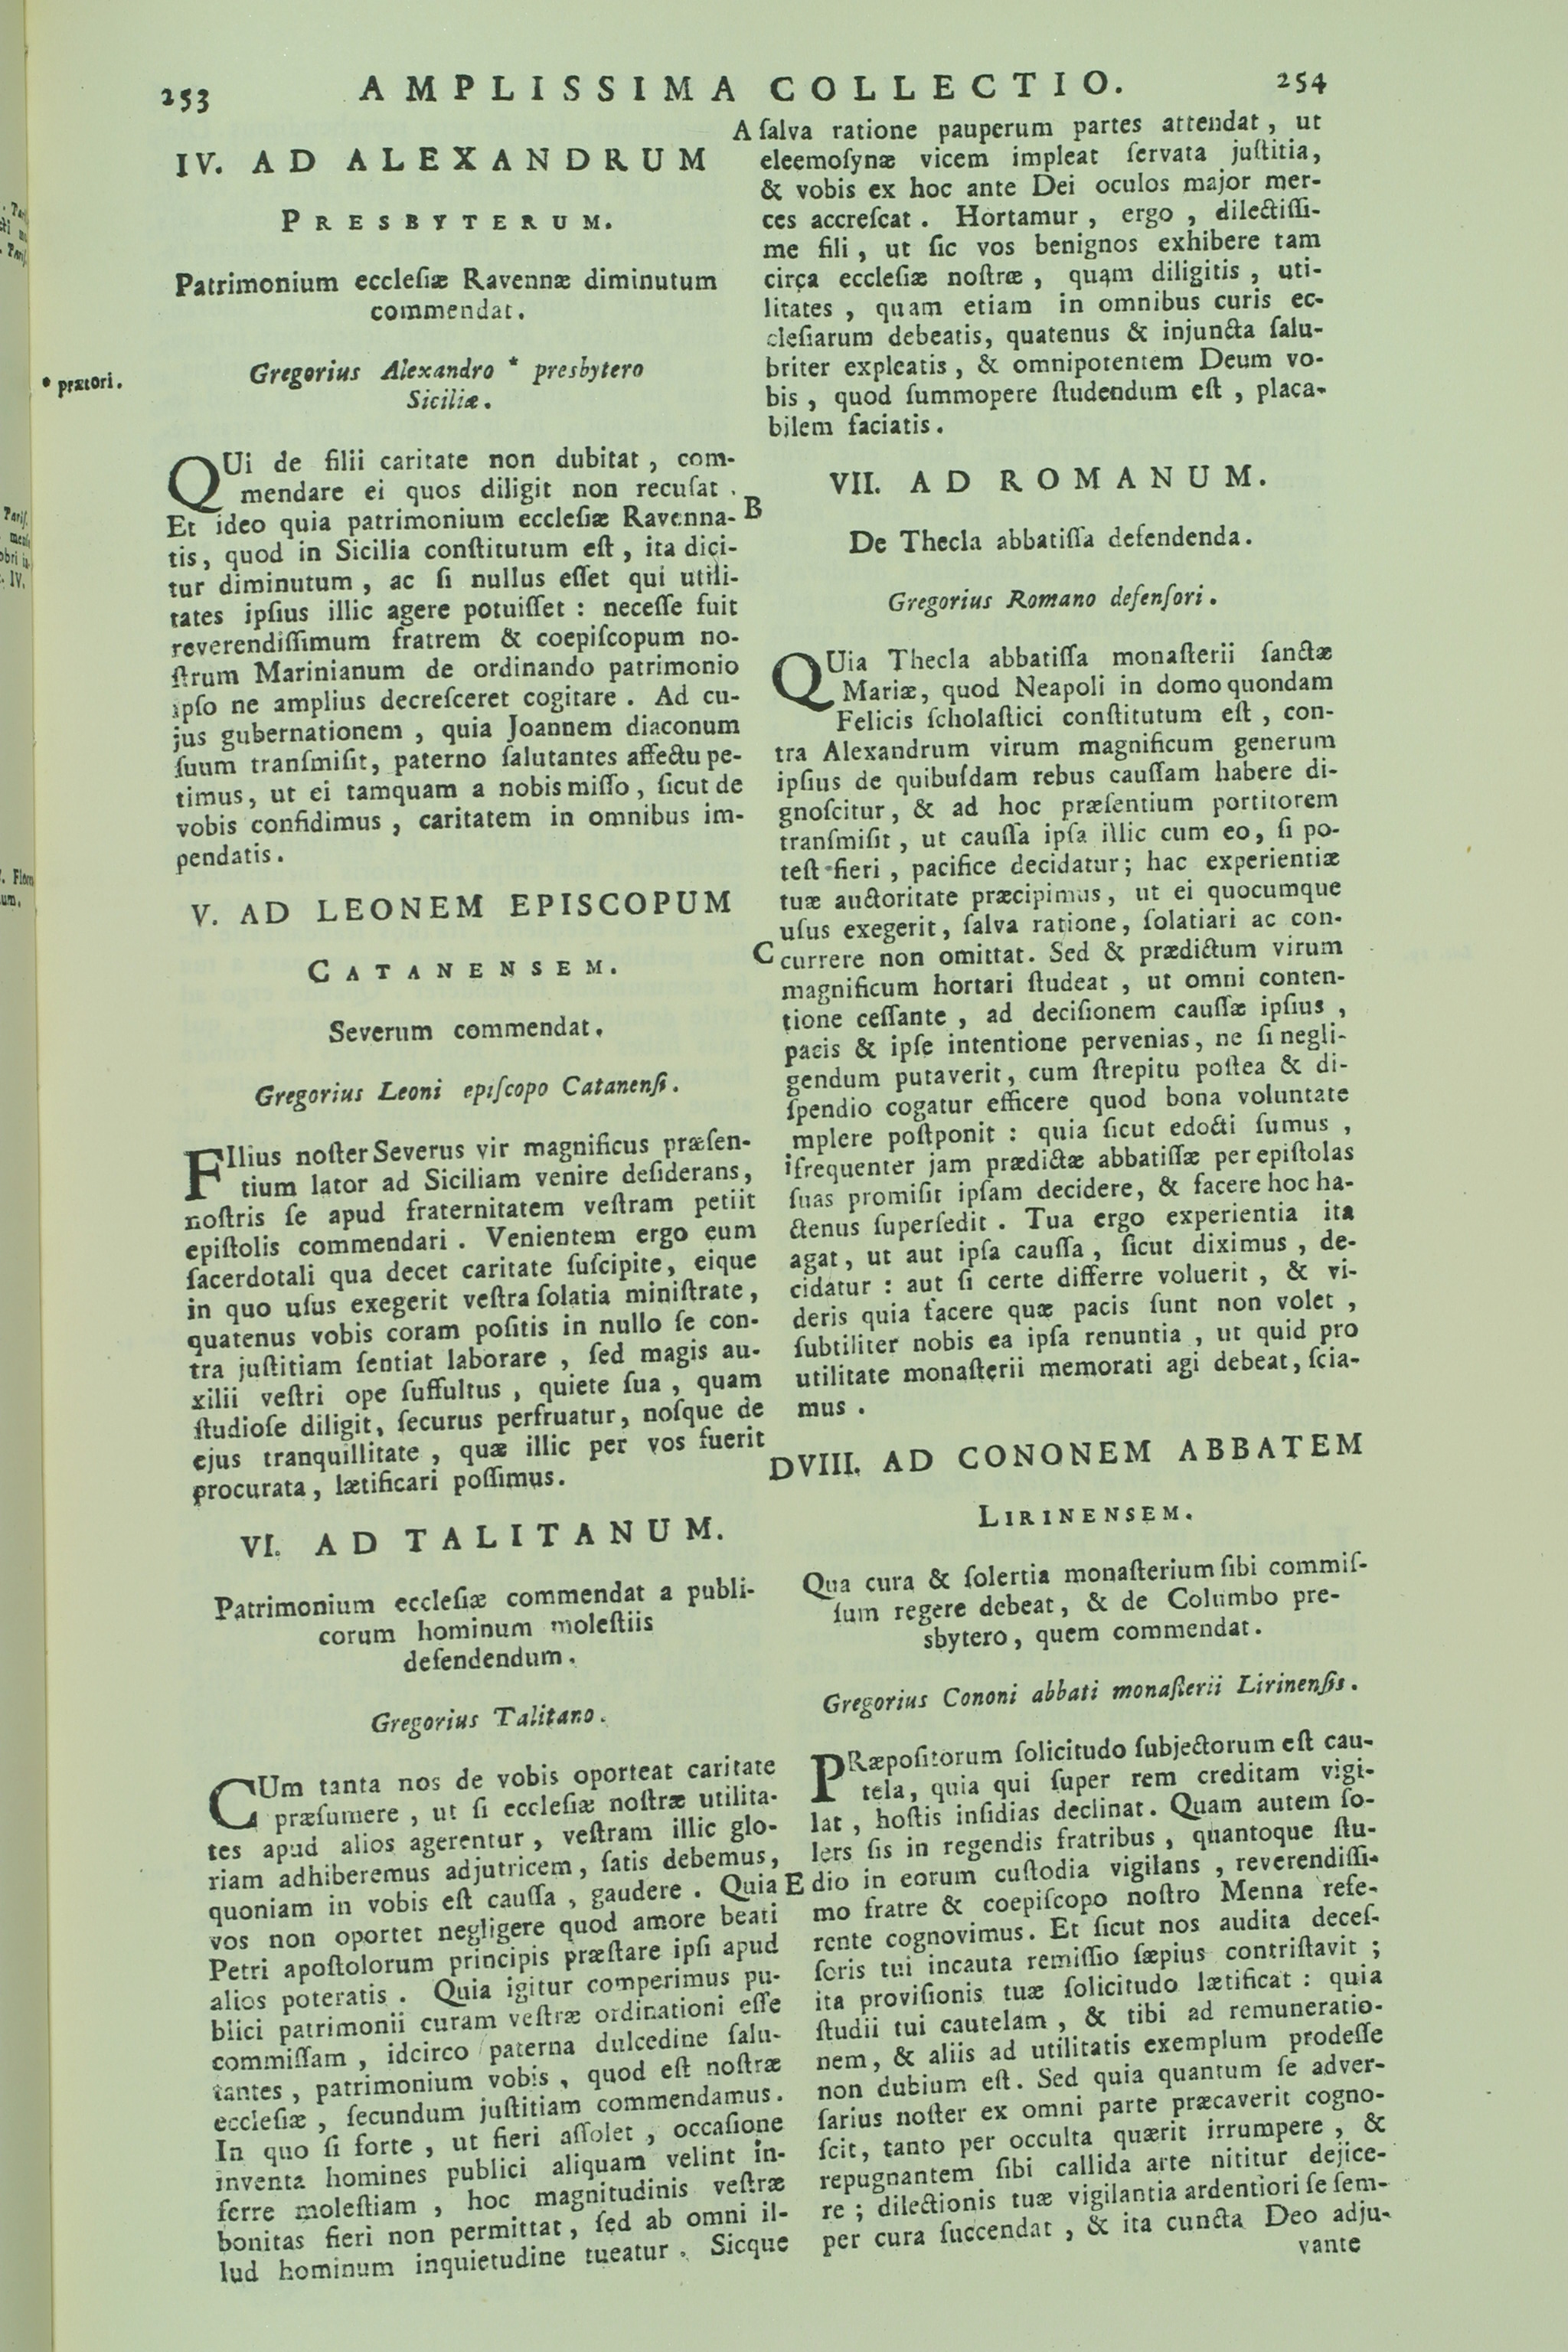 253 AMPLISSIMA COLLECTIO. 254
IV. AD ALEXANDRUM
PRESBYTERUM.
Patrimonium eccleſiæ Ravennæ diminutum
commendat.
Gregorius Alexandro * presbytero
Siciliæ.
* prætori.
QUi de filii caritate non dubitat, com-
mendare ei quos diligit non recuſat.
Et ideo quia patrimonium eccleſiæ Ravenna-
tis, quod in Sicilia conſtitutum eſt, ita dici-
tur diminutum, ac ſi nullus eſſet qui utili-
tates ipſius illic agere potuiſſet: neceſſe fuit
reverendiſſimum fratrem & coepiſcopum no-
ſtrum Marinianum de ordinando patrimonio
ipſo ne amplius decreſceret cogitare. Ad cu-
jus gubernationem, quia Joannem diaconum
ſuum tranſmiſit, paterno ſalutantes affectu pe-
timus, ut ei tamquam a nobis miſſo, ſicut de
vobis confidimus, caritatem in omnibus im-
pendatis.
V. AD LEONEM EPISCOPUM
CATANENSEM.
Severum commendat.
Gregorius Leoni epiſcopo Catanenſi.
FIlius noſter Severus vir magnificus præſen-
tium lator ad Siciliam venire deſiderans,
noſtris ſe apud fraternitatem veſtram petiit
epiſtolis commendari. Venientem ergo eum
ſacerdotali qua decet caritate ſuſcipite, eique
in quo uſus exegerit veſtra ſolatia miniſtrate,
quatenus vobis coram poſitis in nullo ſe con-
tra juſtitiam ſentiat laborare, ſed magis au-
xilii veſtri ope ſuffultus, quiete ſua, quam
ſtudioſe diligit, ſecurus perfruatur, noſque de
ejus tranquillitate, quæ illic per vos fuerit
procurata, lætificari poſſimus.
VI. AD TALITANUM.
Patrimonium eccleſiæ commendat a publi-
corum hominum moleſtiis
defendendum.
Gregorius Talitano.
CUm tanta nos de vobis oporteat caritate
præſumere, ut ſi eccleſiæ noſtræ utilita-
tes apud alios agerentur, veſtram illic glo-
riam adhiberemus adjutricem, ſatis debemus,
quoniam in vobis eſt cauſſa, gaudere. Quia
vos non oportet negligere quod amore beati
Petri apoſtolorum principis præſtare ipſi apud
alios poteratis. Quia igitur comperimus pu-
blici patrimonii curam veſtræ ordinationi eſſe
commiſſam, idcirco paterna dulcedine ſalu-
tantes, patrimonium vobis, quod eſt noſtræ
eccleſiæ, ſecundum juſtitiam commendamus.
In quo ſi forte, ut fieri aſſolet, occaſione
inventa homines publici aliquam velint in-
ferre moleſtiam, hoc magnitudinis veſtræ
bonitas fieri non permittat, ſed ab omni il-
lud hominum inquietudine tueatur. Sicque
A ſalva ratione pauperum partes attendat, ut
eleemoſynæ vicem impleat ſervata juſtitia,
& vobis ex hoc ante Dei oculos major mer-
ces accreſcat. Hortamur, ergo, dilectiſſi-
me fili, ut ſic vos benignos exhibere tam
cirça eccleſiæ noſtræ, quam diligitis, uti-
litates, quam etiam in omnibus curis ec-
cleſiarum debeatis, quatenus & injuncta ſalu-
briter expleatis, & omnipotentem Deum vo-
bis, quod ſummopere ſtudendum eſt, placa-
bilem faciatis.
VII. AD ROMANUM.
B
De Thecla abbatiſſa defendenda.
Gregorius Romano defenſori.
QUia Thecla abbatiſſa monaſterii ſanctæ
Mariæ, quod Neapoli in domo quondam
Felicis ſcholaſtici conſtitutum eſt, con-
tra Alexandrum virum magnificum generum
ipſius de quibuſdam rebus cauſſam habere di-
gnoſcitur, & ad hoc præſentium portitorem
tranſmiſit, ut cauſſa ipſa illic cum eo, ſi po-
teſt fieri, pacifice decidatur; hac experientiæ
tuæ auctoritate præcipimus, ut ei quocumque
uſus exegerit, ſalva ratione, ſolatiari ac con-
C currere non omittat. Sed & prædictum virum
magnificum hortari ſtudeat, ut omni conten-
tione ceſſante, ad deciſionem cauſſæ ipſius,
pacis & ipſe intentione pervenias, ne ſi negli-
gendum putaverit, cum ſtrepitu poſtea & di-
ſpendio cogatur efficere quod bona voluntate
mplere poſtponit: quia ſicut edocti ſumus,
ifrequenter jam prædictæ abbatiſſæ per epiſtolas
ſuas promiſit ipſam decidere, & facere hoc ha-
ctenus ſuperſedit. Tua ergo experientia ita
agat, ut aut ipſa cauſſa, ſicut diximus, de-
cidatur: aut ſi certe differre voluerit, & vi-
deris quia facere quæ pacis ſunt non volet,
ſubtiliter nobis ea ipſa renuntia, ut quid pro
utilitate monaſterii memorati agi debeat, ſcia-
mus.
D VIII. AD CONONEM ABBATEM
LIRINENSEM.
Qua cura & ſolertia monaſterium ſibi commiſ-
ſum regere debeat, & de Columbo pre-
sbytero, quem commendat.
Gregorius Cononi abbati monaſterii Lirinenſis.
PRæpoſitorum ſolicitudo ſubjectorum eſt cau-
tela, quia qui ſuper rem creditam vigi-
lat, hoſtis inſidias declinat. Quam autem ſo-
lers ſis in regendis fratribus, quantoque ſtu-
E dio in eorum cuſtodia vigilans, reverendiſſi-
mo fratre & coepiſcopo noſtro Menna refe-
rente cognovimus. Et ſicut nos audita deceſ-
ſoris tui incauta remiſſio ſæpius contriſtavit;
ita proviſionis tuæ ſolicitudo lætificat: quia
ſtudii tui cautelam, & tibi ad remuneratio-
nem, & aliis ad utilitatis exemplum prodeſſe
non dubium eſt. Sed quia quantum ſe adver-
ſarius noſter ex omni parte præcaverit cogno-
ſcit, tanto per occulta quærit irrumpere, &
repugnantem ſibi callida arte nititur dejice-
re; dilectionis tuæ vigilantia ardentiori ſe ſem-
per cura ſuccendat, & ita cuncta Deo adju-
vante